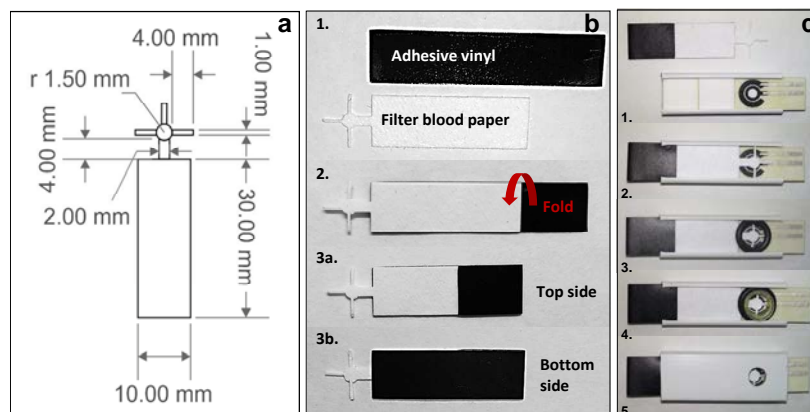 a
4.00 mm
1.00 mm
r 1.50 mm
4.00 mm
2.00 mm
30.00 mm
10.00 mm
b
1.
Adhesive vinyl
Filter blood paper
2.
Fold
3a.
Top side
3b.
Bottom
side
c
1.
2.
3.
4.
5